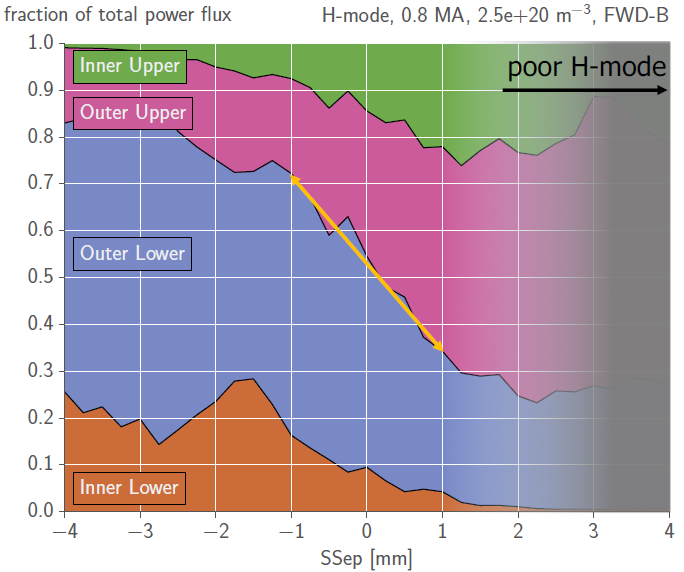 fraction of total power flux
H-mode, 0.8 MA, 2.5e+20 m⁻³, FWD-B
1.0
0.9
0.8
0.7
0.6
0.5
0.4
0.3
0.2
0.1
0.0
Inner Upper
poor H-mode
Outer Upper
Outer Lower
Inner Lower
−4
−3
−2
−1
0
1
2
3
4
SSep [mm]